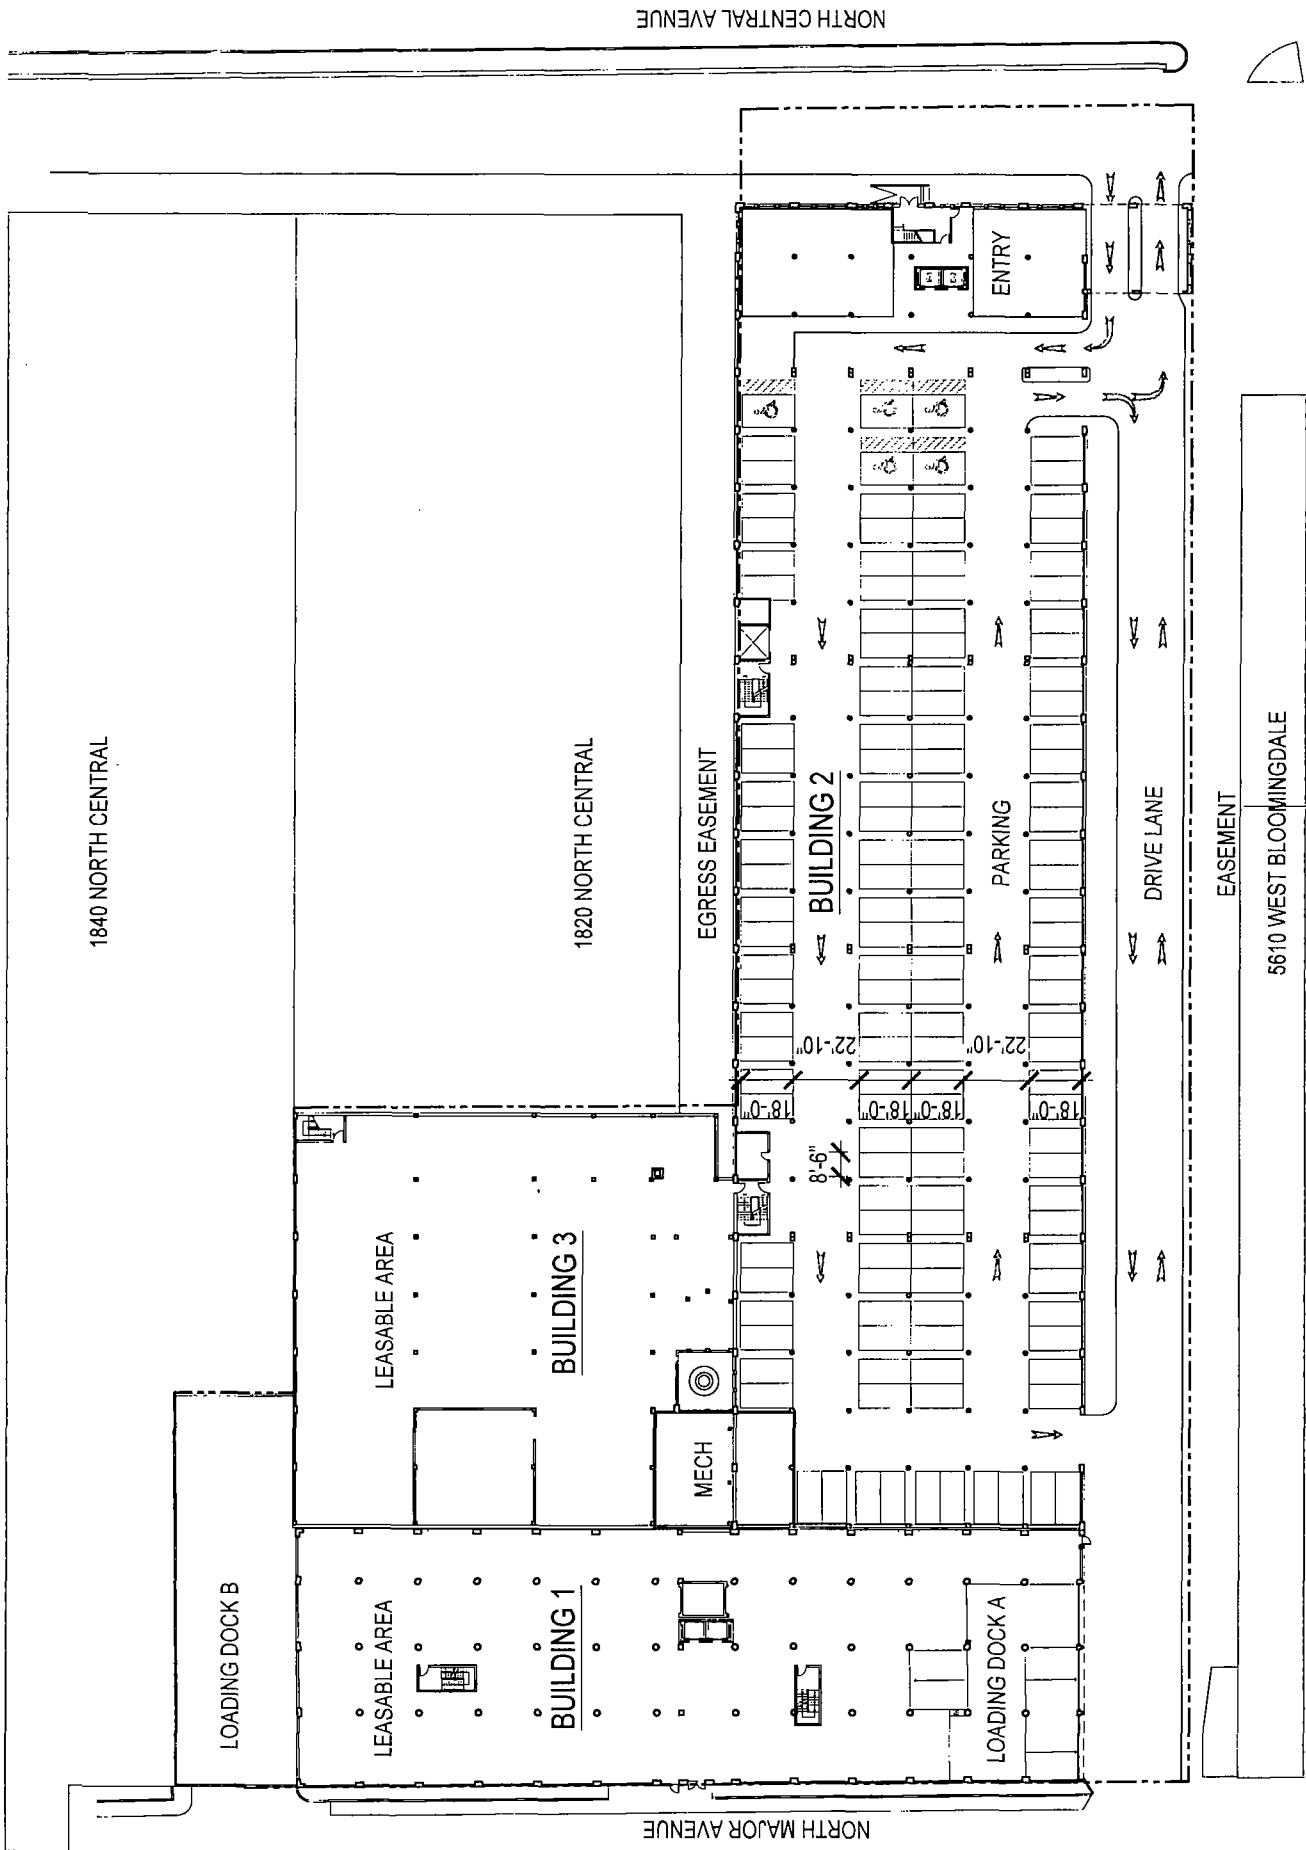 NORTH CENTRAL AVENUE
1840 NORTH CENTRAL
1820 NORTH CENTRAL
EGRESS EASEMENT
ENTRY
BUILDING 2
PARKING
DRIVE LANE
EASEMENT
5610 WEST BLOOMINGDALE
22'-10"
22'-10"
18'-0"
18'-0"
18'-0"
18'-0"
8'-6"
LEASABLE AREA
BUILDING 3
MECH
LOADING DOCK B
LEASABLE AREA
BUILDING 1
LOADING DOCK A
NORTH MAJOR AVENUE